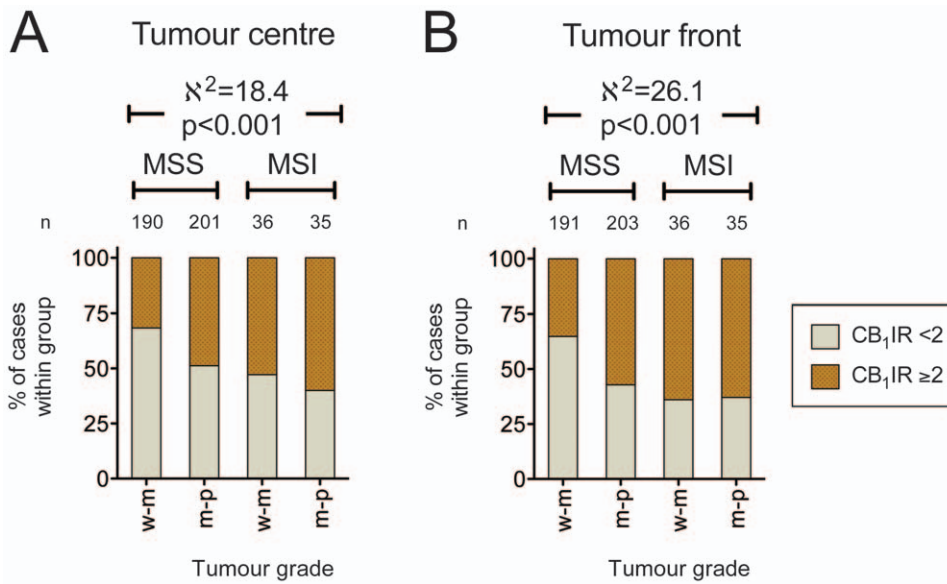 A Tumour centre
ℵ²=18.4
p<0.001
MSS MSI
n 190 201 36 35
100
75
50
25
0
% of cases
within group
w-m m-p w-m m-p
Tumour grade
B Tumour front
ℵ²=26.1
p<0.001
MSS MSI
n 191 203 36 35
100
75
50
25
0
% of cases
within group
w-m m-p w-m m-p
Tumour grade
CB₁IR <2
CB₁IR ≥2